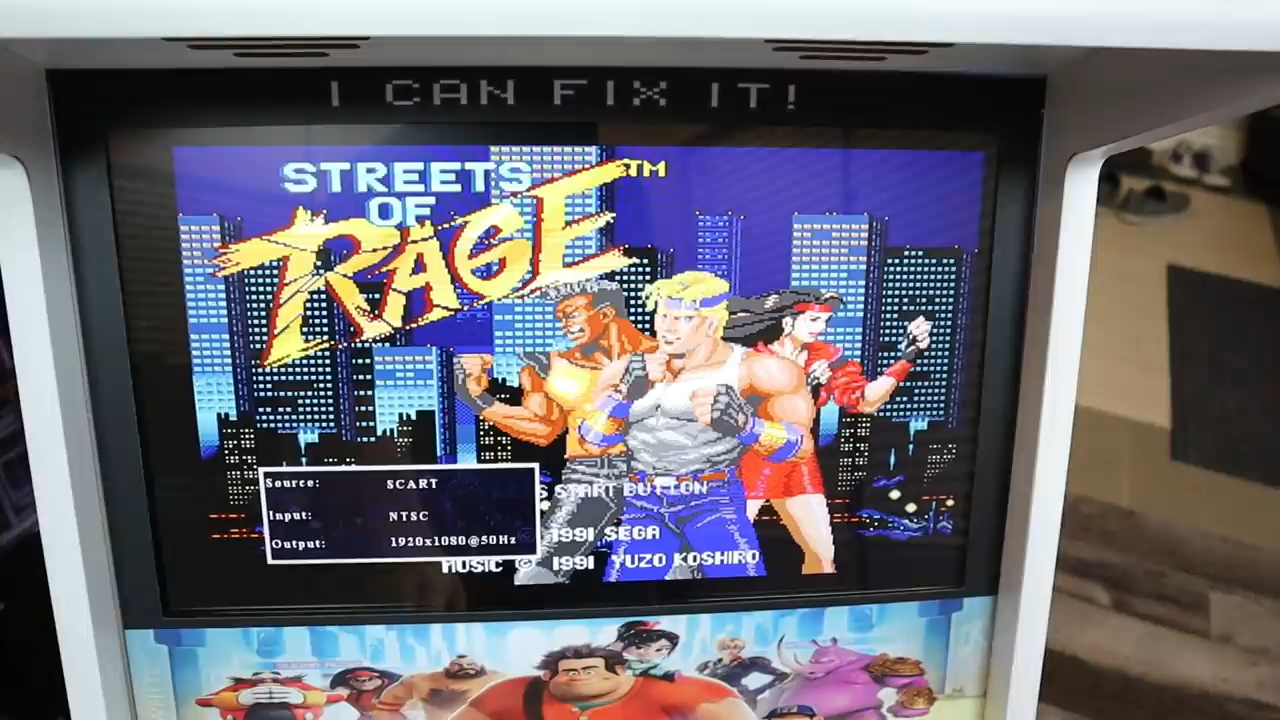 I CAN FIX IT!
STREETS TM
OF
RAGE
Source: SCART
Input: NTSC
Output: 1920x1080@50Hz
S START BUTTON
1991 SEGA
MUSIC © 1991 YUZO KOSHIRO